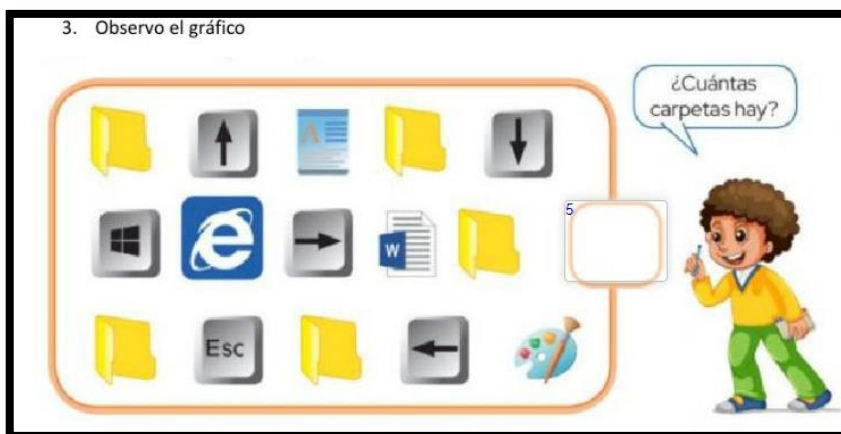 3. Observo el gráfico
¿Cuántas
carpetas hay?
A
W
5
Esc